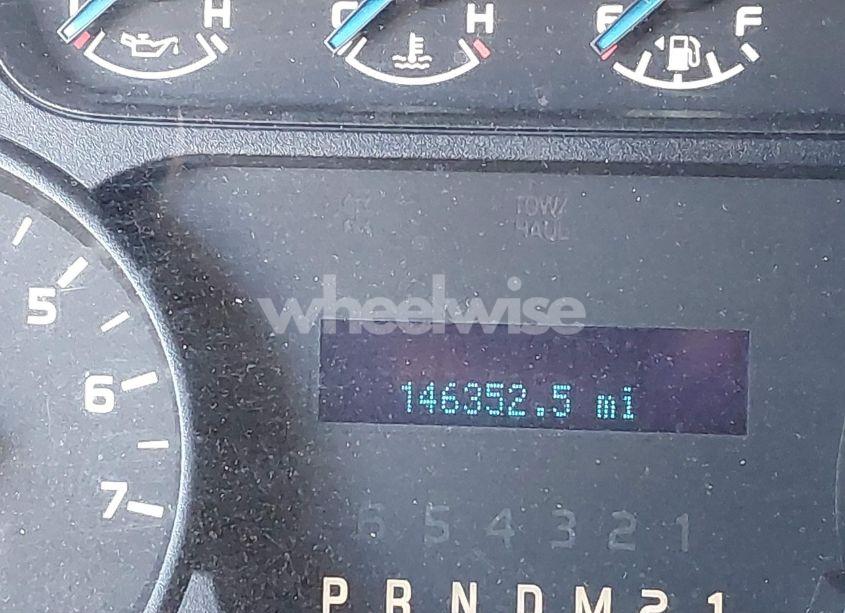 L H C H E F
TOW/
HAUL
5
wheelwise
6
146352.5 mi
7
6 5 4 3 2 1
P R N D M 2 1